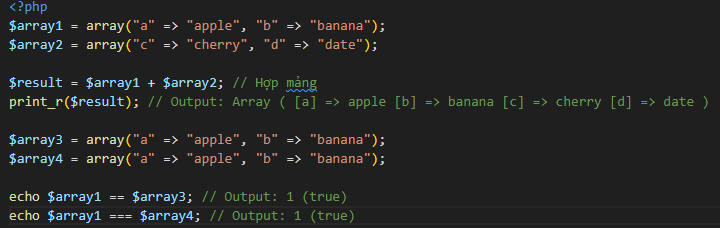 <?php
$array1 = array("a" => "apple", "b" => "banana");
$array2 = array("c" => "cherry", "d" => "date");
$result = $array1 + $array2; // Hợp mảng
print_r($result); // Output: Array ( [a] => apple [b] => banana [c] => cherry [d] => date )
$array3 = array("a" => "apple", "b" => "banana");
$array4 = array("a" => "apple", "b" => "banana");
echo $array1 == $array3; // Output: 1 (true)
echo $array1 === $array4; // Output: 1 (true)